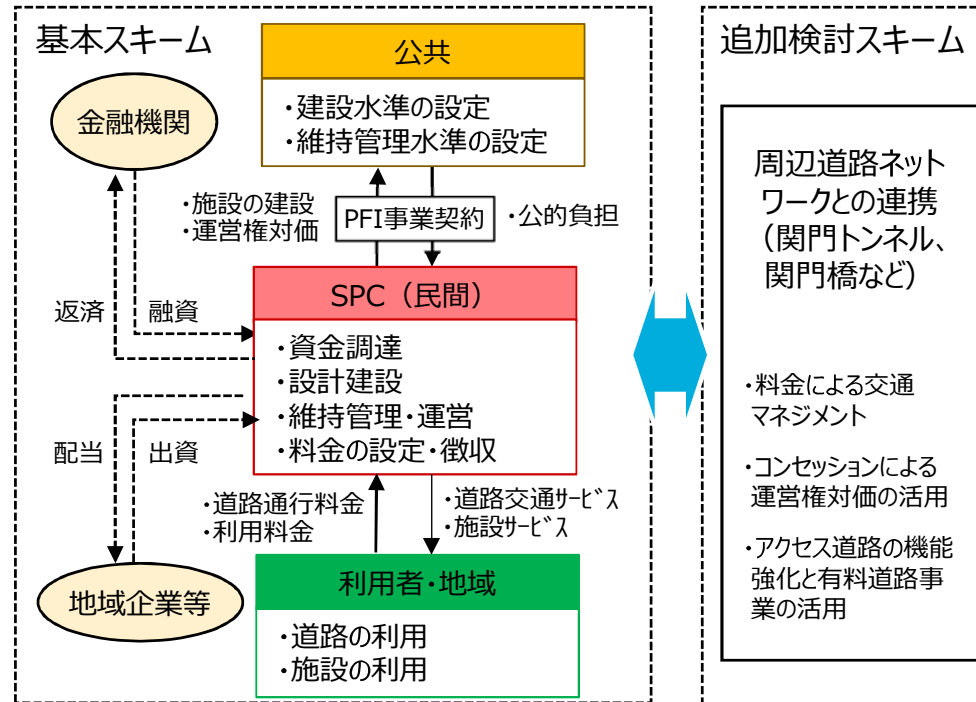 基本スキーム
公共
・建設水準の設定
・維持管理水準の設定
金融機関
・施設の建設
・運営権対価
PFI事業契約
・公的負担
返済
融資
SPC（民間）
・資金調達
・設計建設
・維持管理・運営
・料金の設定・徴収
配当
出資
・道路通行料金
・利用料金
・道路交通ｻｰﾋﾞｽ
・施設サービス
地域企業等
利用者・地域
・道路の利用
・施設の利用
追加検討スキーム
周辺道路ネット
ワークとの連携
（関門トンネル、
関門橋など）
・料金による交通
マネジメント
・コンセッションによる
運営権対価の活用
・アクセス道路の機能
強化と有料道路事
業の活用